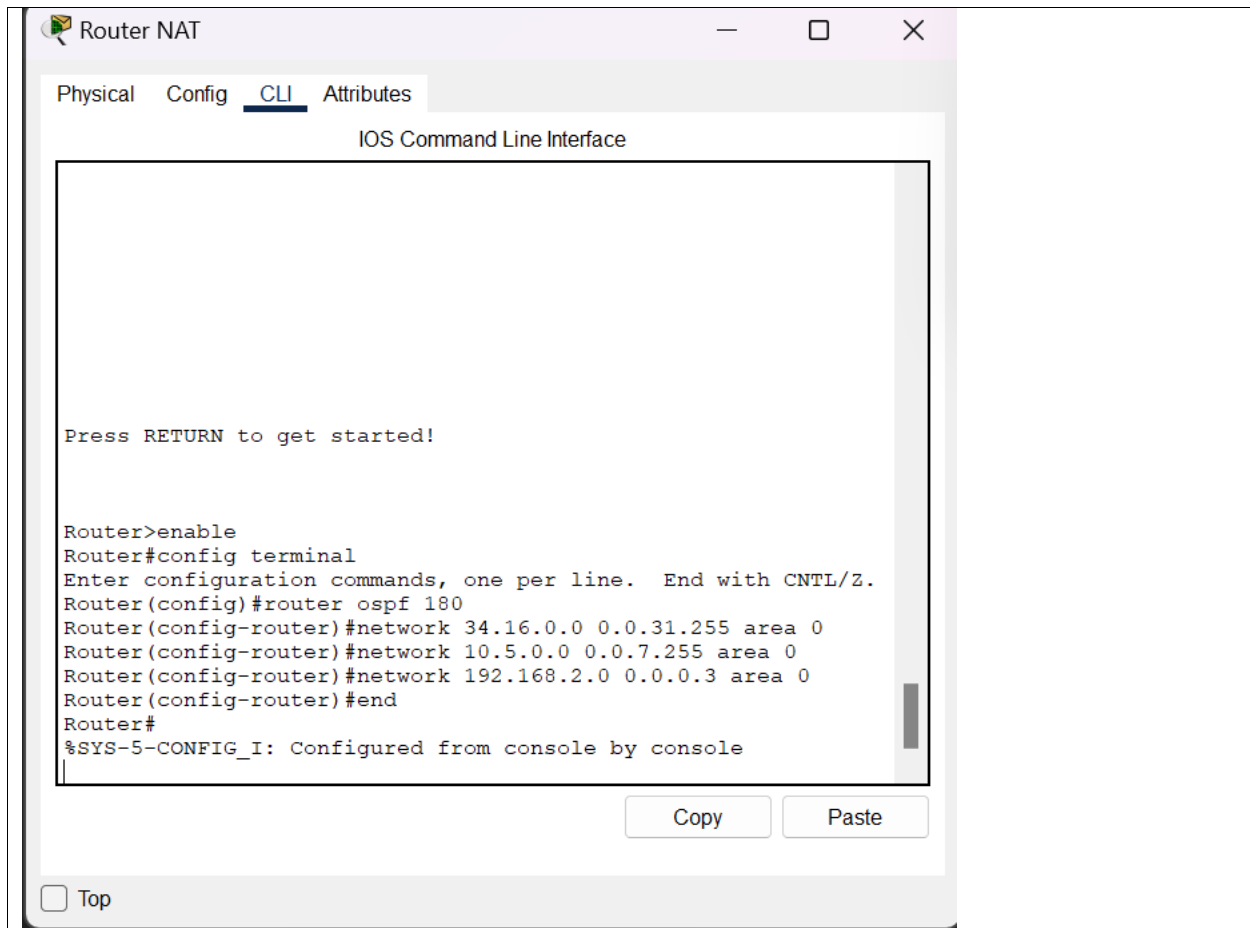 Router NAT
Physical Config CLI Attributes
IOS Command Line Interface
Press RETURN to get started!
Router>enable
Router#config terminal
Enter configuration commands, one per line.  End with CNTL/Z.
Router(config)#router ospf 180
Router(config-router)#network 34.16.0.0 0.0.31.255 area 0
Router(config-router)#network 10.5.0.0 0.0.7.255 area 0
Router(config-router)#network 192.168.2.0 0.0.0.3 area 0
Router(config-router)#end
Router#
%SYS-5-CONFIG_I: Configured from console by console
Copy Paste
Top